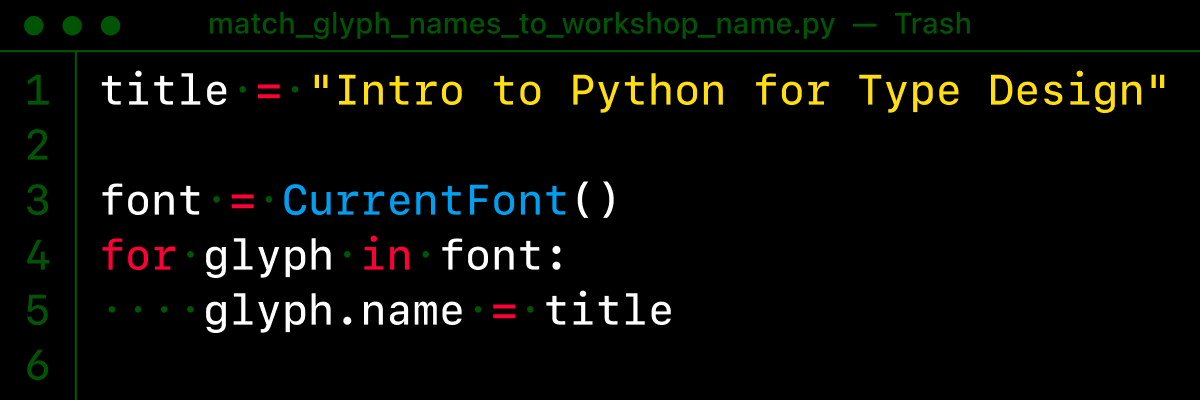 match_glyph_names_to_workshop_name.py — Trash
1 title = "Intro to Python for Type Design"
2
3 font = CurrentFont()
4 for glyph in font:
5     glyph.name = title
6